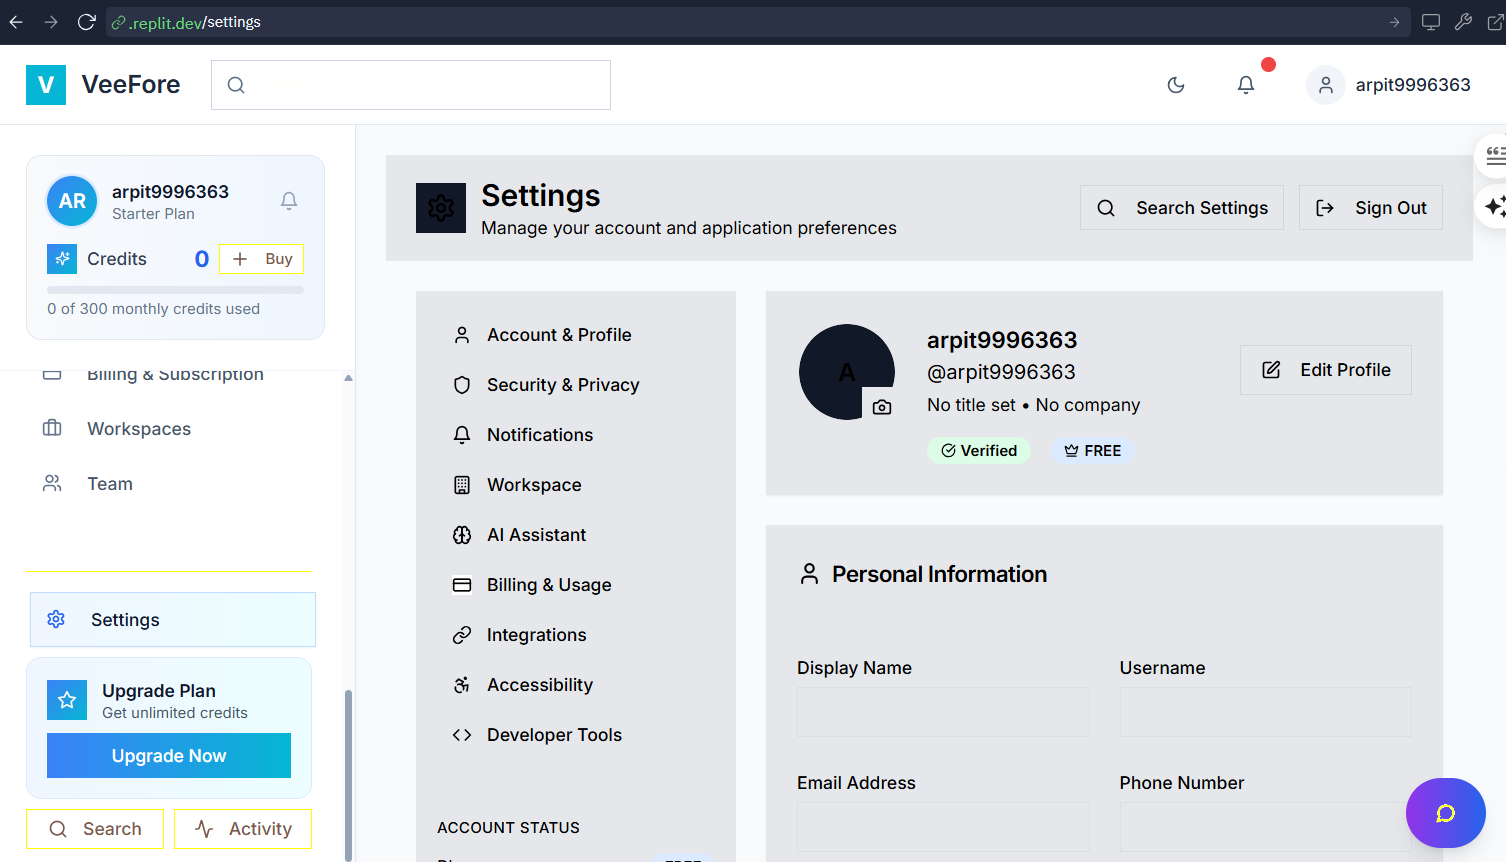 .replit.dev/settings
V VeeFore
arpit9996363
AR
arpit9996363
Starter Plan
Credits 0 Buy
0 of 300 monthly credits used
Billing & Subscription
Workspaces
Team
Settings
Upgrade Plan
Get unlimited credits
Upgrade Now
Search Activity
Settings
Manage your account and application preferences
Search Settings
Sign Out
Account & Profile
Security & Privacy
Notifications
Workspace
AI Assistant
Billing & Usage
Integrations
Accessibility
Developer Tools
ACCOUNT STATUS
FREE
A
arpit9996363
@arpit9996363
No title set • No company
Verified FREE
Edit Profile
Personal Information
Display Name Username
Email Address Phone Number